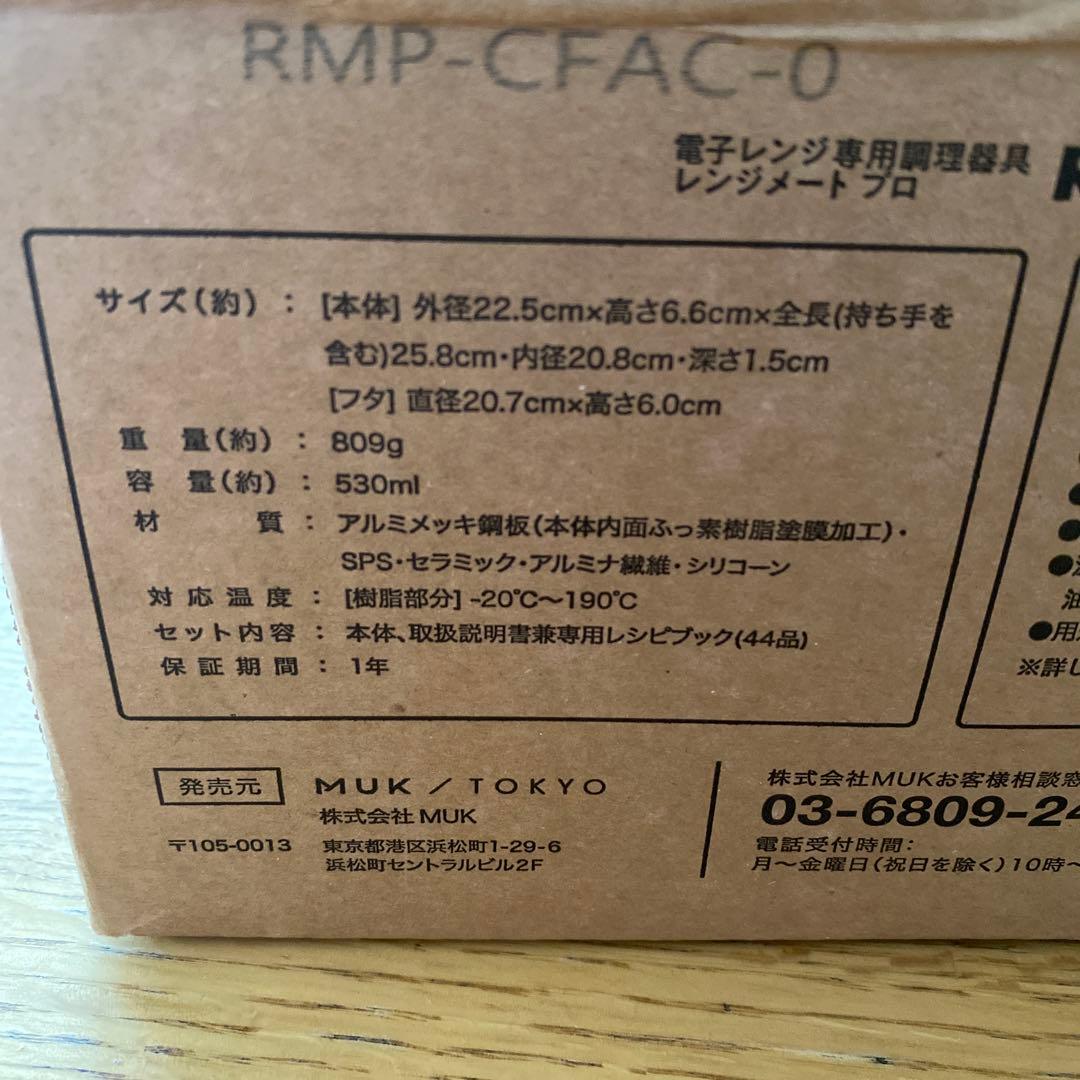 RMP-CFAC-0
電子レンジ専用調理器具
レンジメート プロ
サイズ(約) : [本体] 外径22.5cm×高さ6.6cm×全長(持ち手を
含む)25.8cm・内径20.8cm・深さ1.5cm
[フタ] 直径20.7cm×高さ6.0cm
重 量(約) : 809g
容 量(約) : 530ml
材 質 : アルミメッキ鋼板(本体内面ふっ素樹脂塗膜加工)・
SPS・セラミック・アルミナ繊維・シリコーン
対応温度 : [樹脂部分] -20℃〜190℃
セット内容 : 本体、取扱説明書兼専用レシピブック(44品)
保証期間 : 1年
油
●用
※詳し
発売元 MUK / TOKYO
株式会社 MUK
〒105-0013 東京都港区浜松町1-29-6
浜松町セントラルビル2F
株式会社MUKお客様相談窓
03-6809-24
電話受付時間:
月〜金曜日(祝日を除く)10時〜